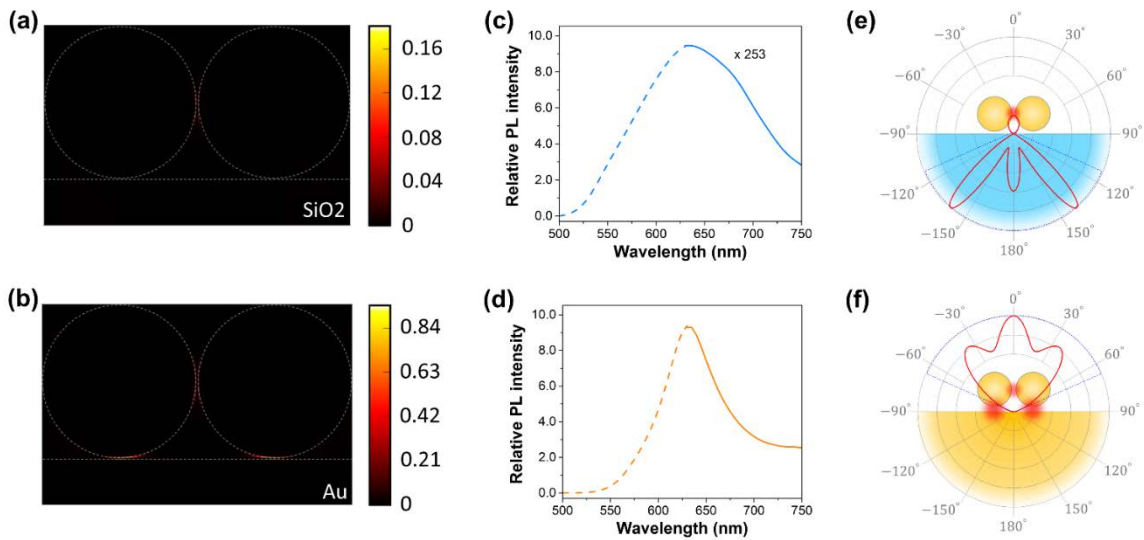 (a)
0.16
0.12
0.08
0.04
0
SiO2
(c)
Relative PL intensity
10.0
8.0
6.0
4.0
2.0
0.0
x 253
500 550 600 650 700 750
Wavelength (nm)
(e)
0°
−30° 30°
−60° 60°
−90° 90°
−120° 120°
−150° 150°
180°
(b)
0.84
0.63
0.42
0.21
0
Au
(d)
Relative PL intensity
10.0
8.0
6.0
4.0
2.0
0.0
500 550 600 650 700 750
Wavelength (nm)
(f)
0°
−30° 30°
−60° 60°
−90° 90°
−120° 120°
−150° 150°
180°